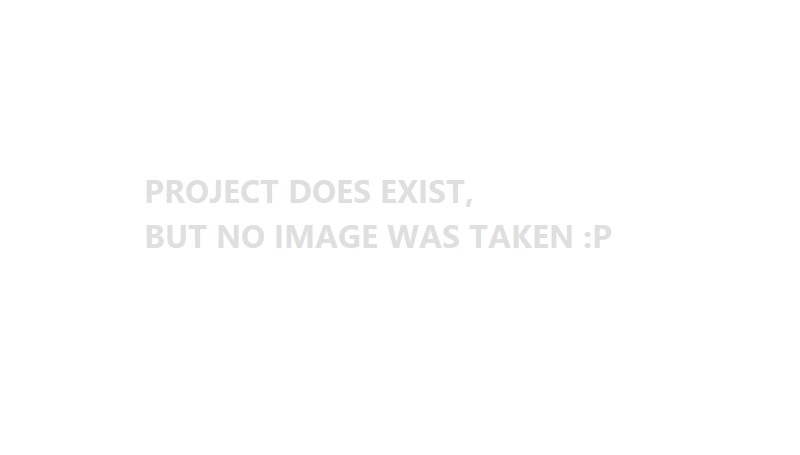 PROJECT DOES EXIST,
BUT NO IMAGE WAS TAKEN :P